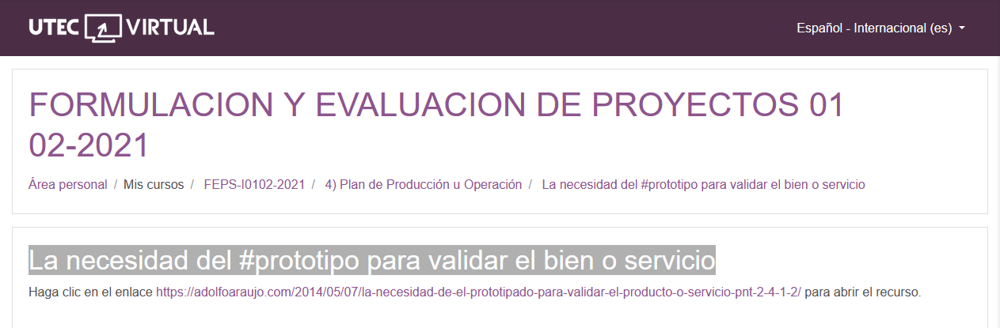 UTEC VIRTUAL
Español - Internacional (es)
FORMULACION Y EVALUACION DE PROYECTOS 01
02-2021
Área personal / Mis cursos / FEPS-I0102-2021 / 4) Plan de Producción u Operación / La necesidad del #prototipo para validar el bien o servicio
La necesidad del #prototipo para validar el bien o servicio
Haga clic en el enlace https://adolfoaraujo.com/2014/05/07/la-necesidad-de-el-prototipado-para-validar-el-producto-o-servicio-pnt-2-4-1-2/ para abrir el recurso.